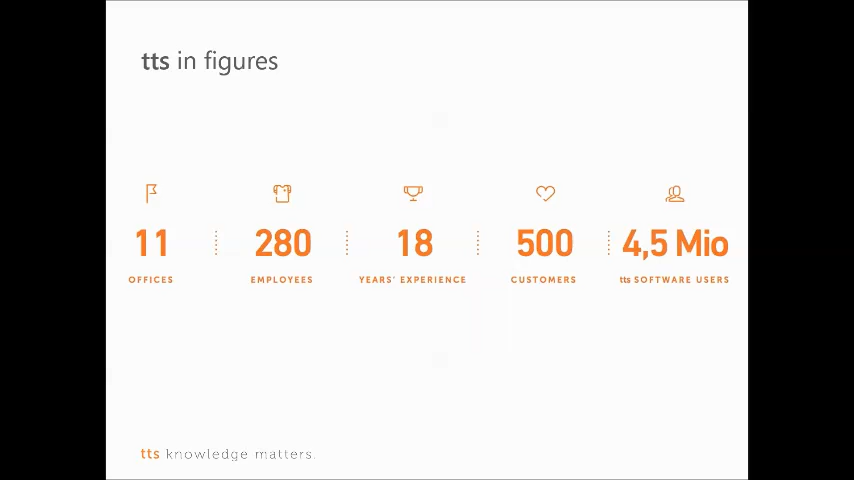 tts in figures
11 280 18 500 4,5 Mio
OFFICES EMPLOYEES YEARS' EXPERIENCE CUSTOMERS tts SOFTWARE USERS
tts knowledge matters.